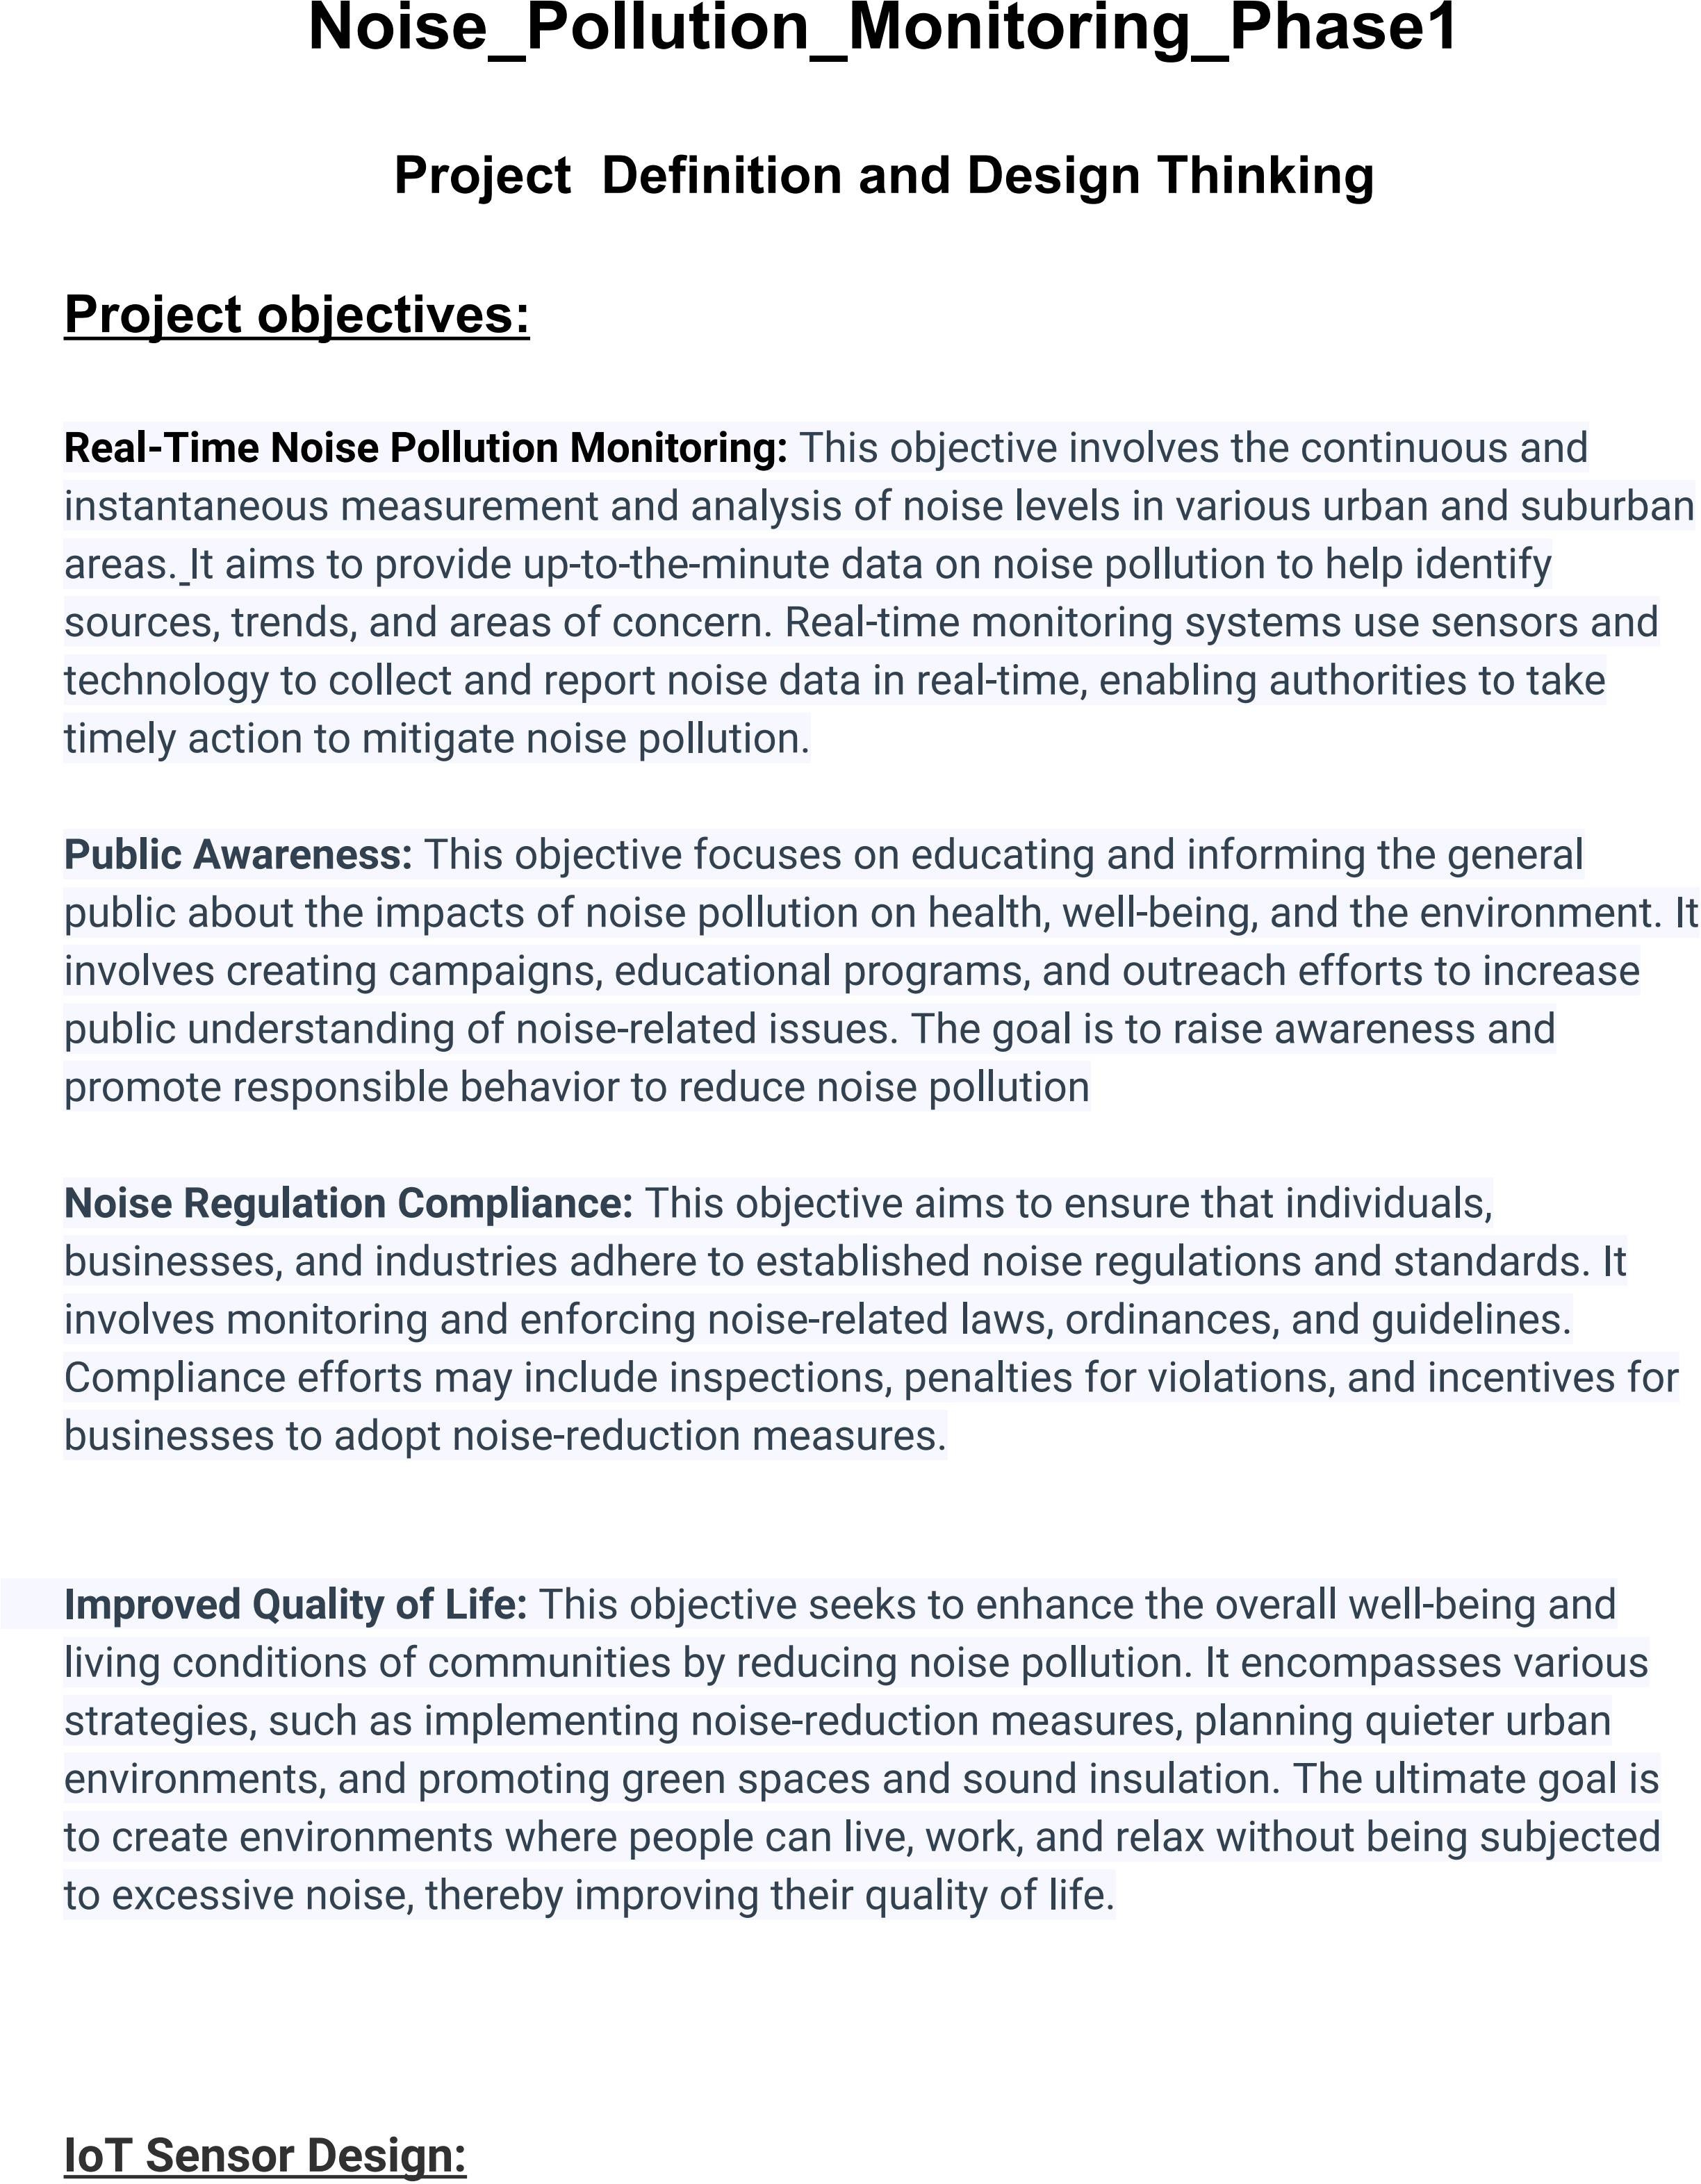 Noise_Pollution_Monitoring_Phase1
Project  Definition and Design Thinking
Project objectives:
Real-Time Noise Pollution Monitoring: This objective involves the continuous and
instantaneous measurement and analysis of noise levels in various urban and suburban
areas. It aims to provide up-to-the-minute data on noise pollution to help identify
sources, trends, and areas of concern. Real-time monitoring systems use sensors and
technology to collect and report noise data in real-time, enabling authorities to take
timely action to mitigate noise pollution.
Public Awareness: This objective focuses on educating and informing the general
public about the impacts of noise pollution on health, well-being, and the environment. It
involves creating campaigns, educational programs, and outreach efforts to increase
public understanding of noise-related issues. The goal is to raise awareness and
promote responsible behavior to reduce noise pollution
Noise Regulation Compliance: This objective aims to ensure that individuals,
businesses, and industries adhere to established noise regulations and standards. It
involves monitoring and enforcing noise-related laws, ordinances, and guidelines.
Compliance efforts may include inspections, penalties for violations, and incentives for
businesses to adopt noise-reduction measures.
Improved Quality of Life: This objective seeks to enhance the overall well-being and
living conditions of communities by reducing noise pollution. It encompasses various
strategies, such as implementing noise-reduction measures, planning quieter urban
environments, and promoting green spaces and sound insulation. The ultimate goal is
to create environments where people can live, work, and relax without being subjected
to excessive noise, thereby improving their quality of life.
IoT Sensor Design: